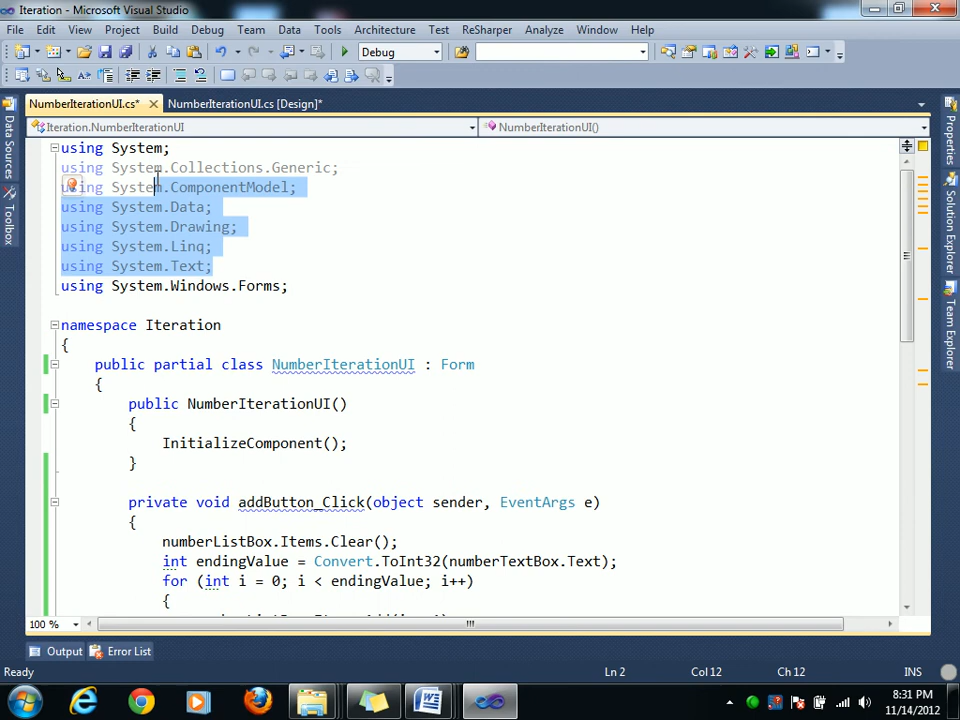 Iteration - Microsoft Visual Studio
File Edit View Project Build Debug Team Data Tools Architecture Test ReSharper Analyze Window Help
Debug
NumberIterationUI.cs* NumberIterationUI.cs [Design]*
Iteration.NumberIterationUI NumberIterationUI()
using System;
using System.Collections.Generic;
using System.ComponentModel;
using System.Data;
using System.Drawing;
using System.Linq;
using System.Text;
using System.Windows.Forms;
namespace Iteration
{
public partial class NumberIterationUI : Form
{
public NumberIterationUI()
{
InitializeComponent();
}
private void addButton_Click(object sender, EventArgs e)
{
numberListBox.Items.Clear();
int endingValue = Convert.ToInt32(numberTextBox.Text);
for (int i = 0; i < endingValue; i++)
{
Data Sources
Toolbox
Properties
Solution Explorer
Team Explorer
100 %
Output Error List
Ready Ln 2 Col 12 Ch 12 INS
8:31 PM
11/14/2012